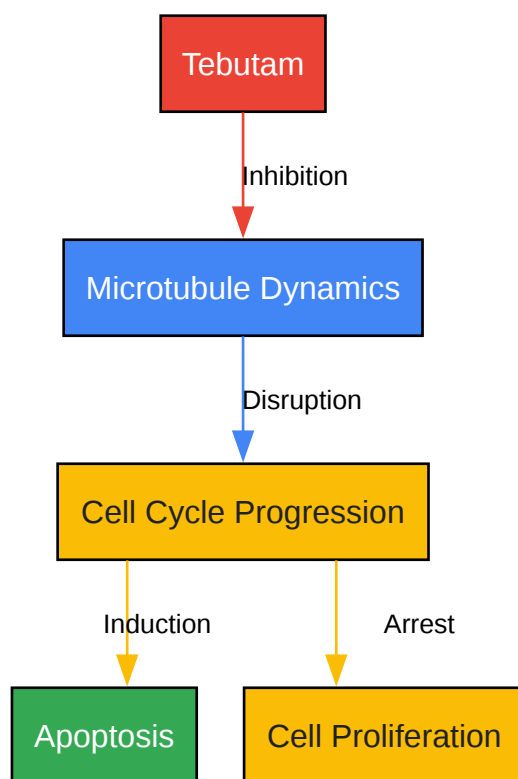 Tebutam
Inhibition
Microtubule Dynamics
Disruption
Cell Cycle Progression
Induction
Arrest
Apoptosis
Cell Proliferation